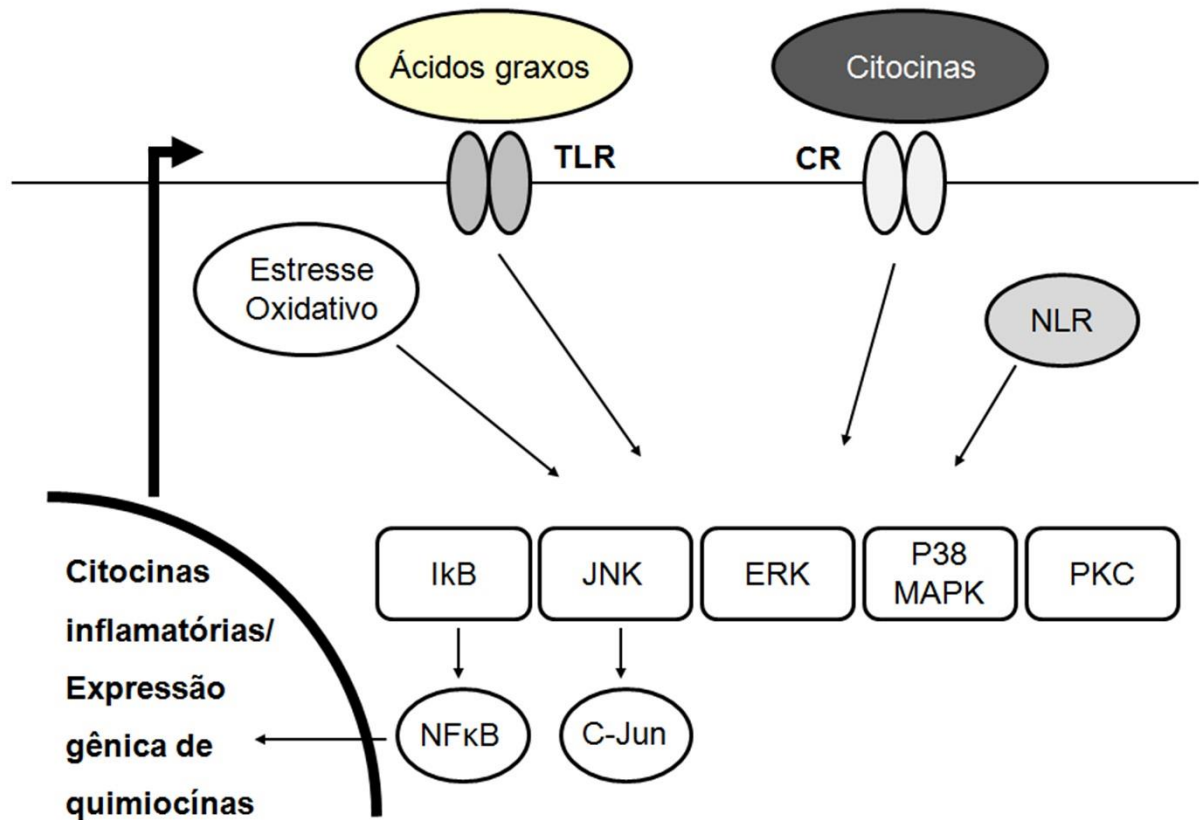 Ácidos graxos
Citocinas
TLR
CR
Estresse
Oxidativo
NLR
IkB
JNK
ERK
P38
MAPK
PKC
Citocinas
inflamatórias/
Expressão
gênica de
quimiocínas
NFκB
C-Jun